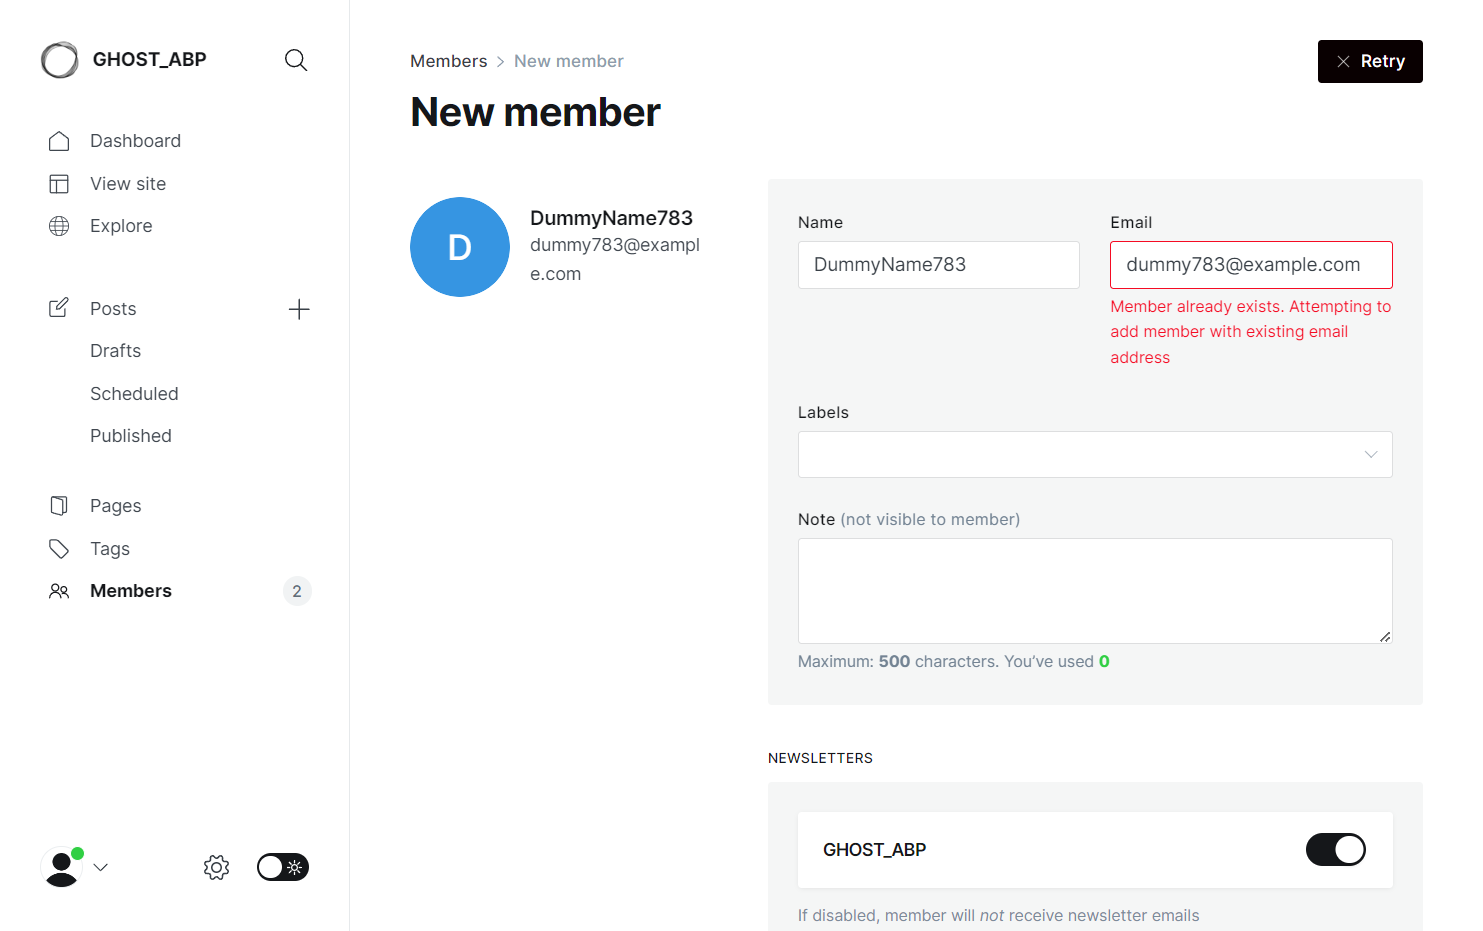 GHOST_ABP
Dashboard
View site
Explore
Posts
Drafts
Scheduled
Published
Pages
Tags
Members
2
Members > New member
Retry
New member
D
DummyName783
dummy783@exampl
e.com
Name
DummyName783
Email
dummy783@example.com
Member already exists. Attempting to
add member with existing email
address
Labels
Note (not visible to member)
Maximum: 500 characters. You’ve used 0
NEWSLETTERS
GHOST_ABP
If disabled, member will not receive newsletter emails